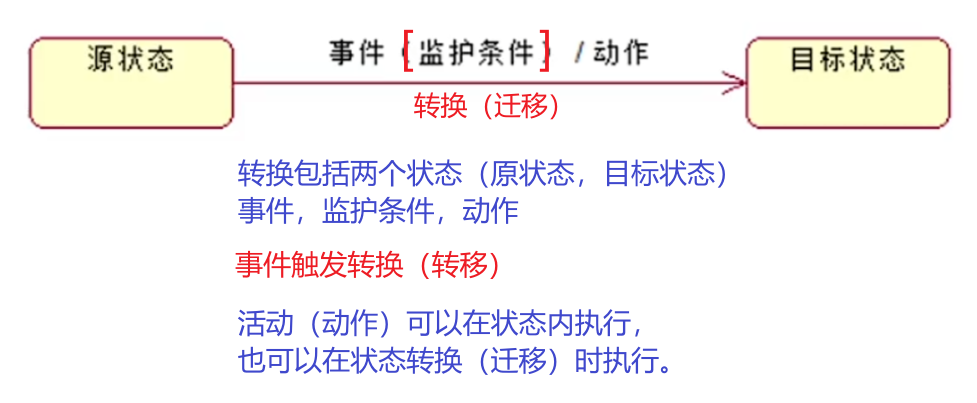 源状态
事件 [监护条件] / 动作
目标状态
转换（迁移）
转换包括两个状态（原状态，目标状态）
事件，监护条件，动作
事件触发转换（转移）
活动（动作）可以在状态内执行，
也可以在状态转换（迁移）时执行。